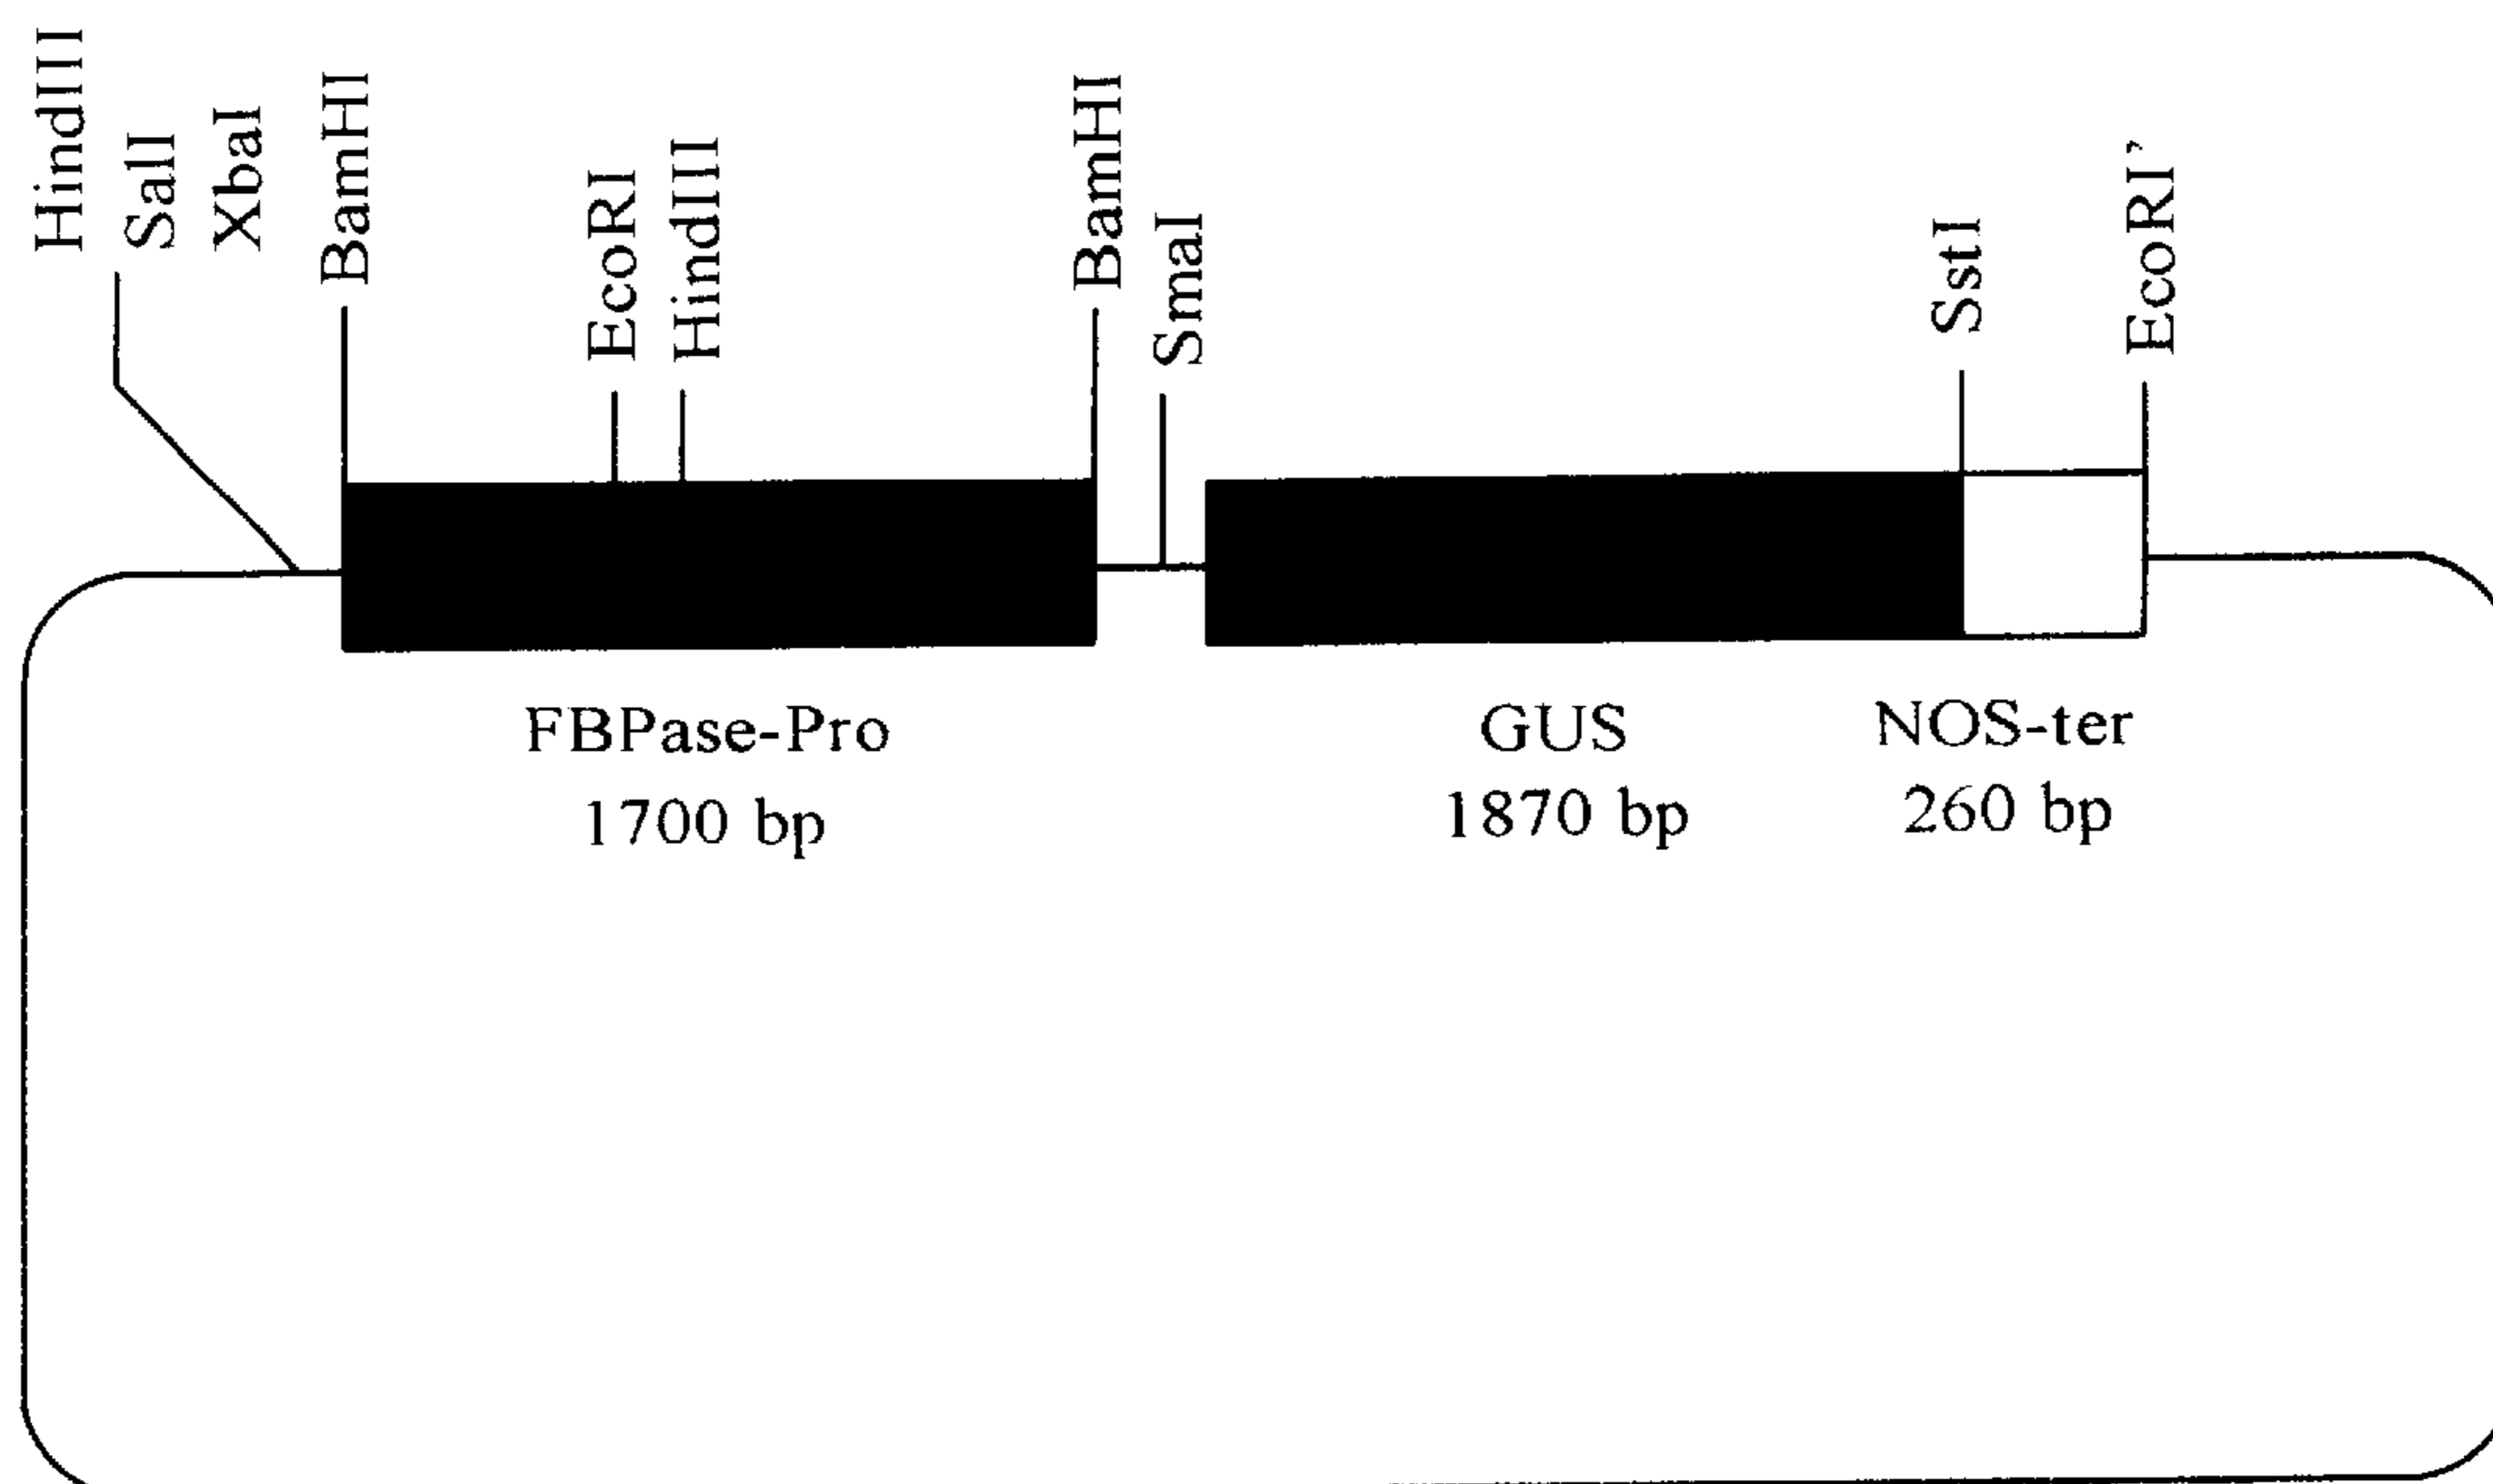 HindIII
SalI
XbaI
BamHI
EcoRI
HindIII
BamHI
SmaI
SstI
EcoRI
FBPase-Pro
1700 bp
GUS
1870 bp
NOS-ter
260 bp